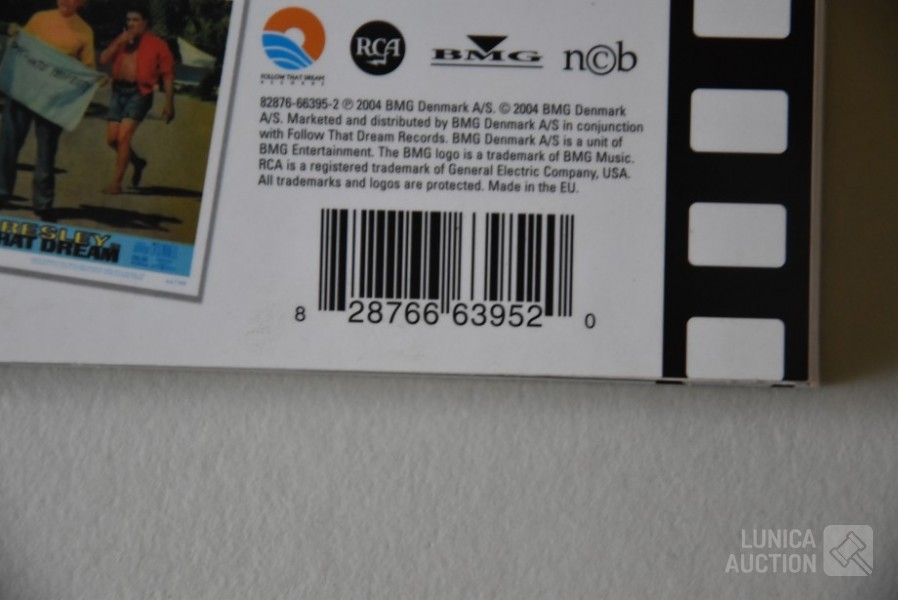 FOLLOW THAT DREAM
RECORDS
RCA
BMG
n©b
82876-66395-2 ℗ 2004 BMG Denmark A/S. © 2004 BMG Denmark
A/S. Marketed and distributed by BMG Denmark A/S in conjunction
with Follow That Dream Records. BMG Denmark A/S is a unit of
BMG Entertainment. The BMG logo is a trademark of BMG Music.
RCA is a registered trademark of General Electric Company, USA.
All trademarks and logos are protected. Made in the EU.
RESLEY
HAT DREAM
8 28766 63952 0
LUNICA
AUCTION